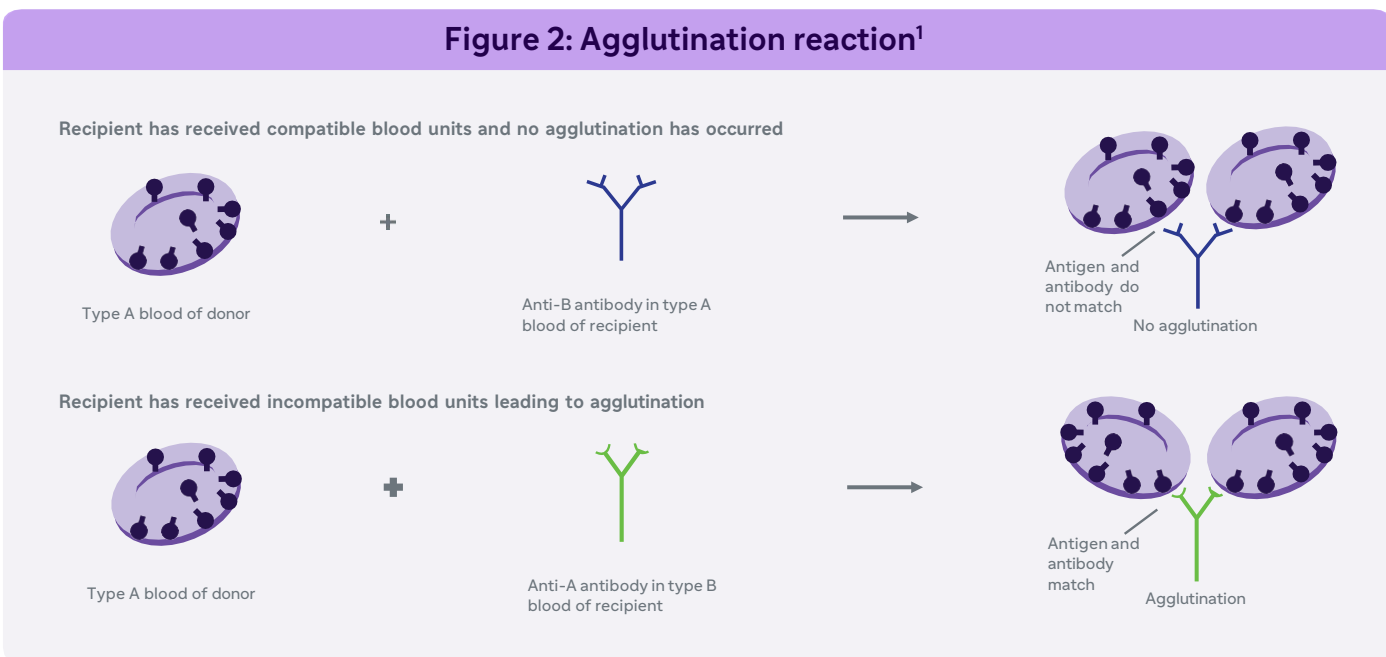 Figure 2: Agglutination reaction¹
Recipient has received compatible blood units and no agglutination has occurred
+
Type A blood of donor
Anti-B antibody in type A
blood of recipient
Antigen and
antibody do
not match
No agglutination
Recipient has received incompatible blood units leading to agglutination
+
Type A blood of donor
Anti-A antibody in type B
blood of recipient
Antigen and
antibody
match
Agglutination